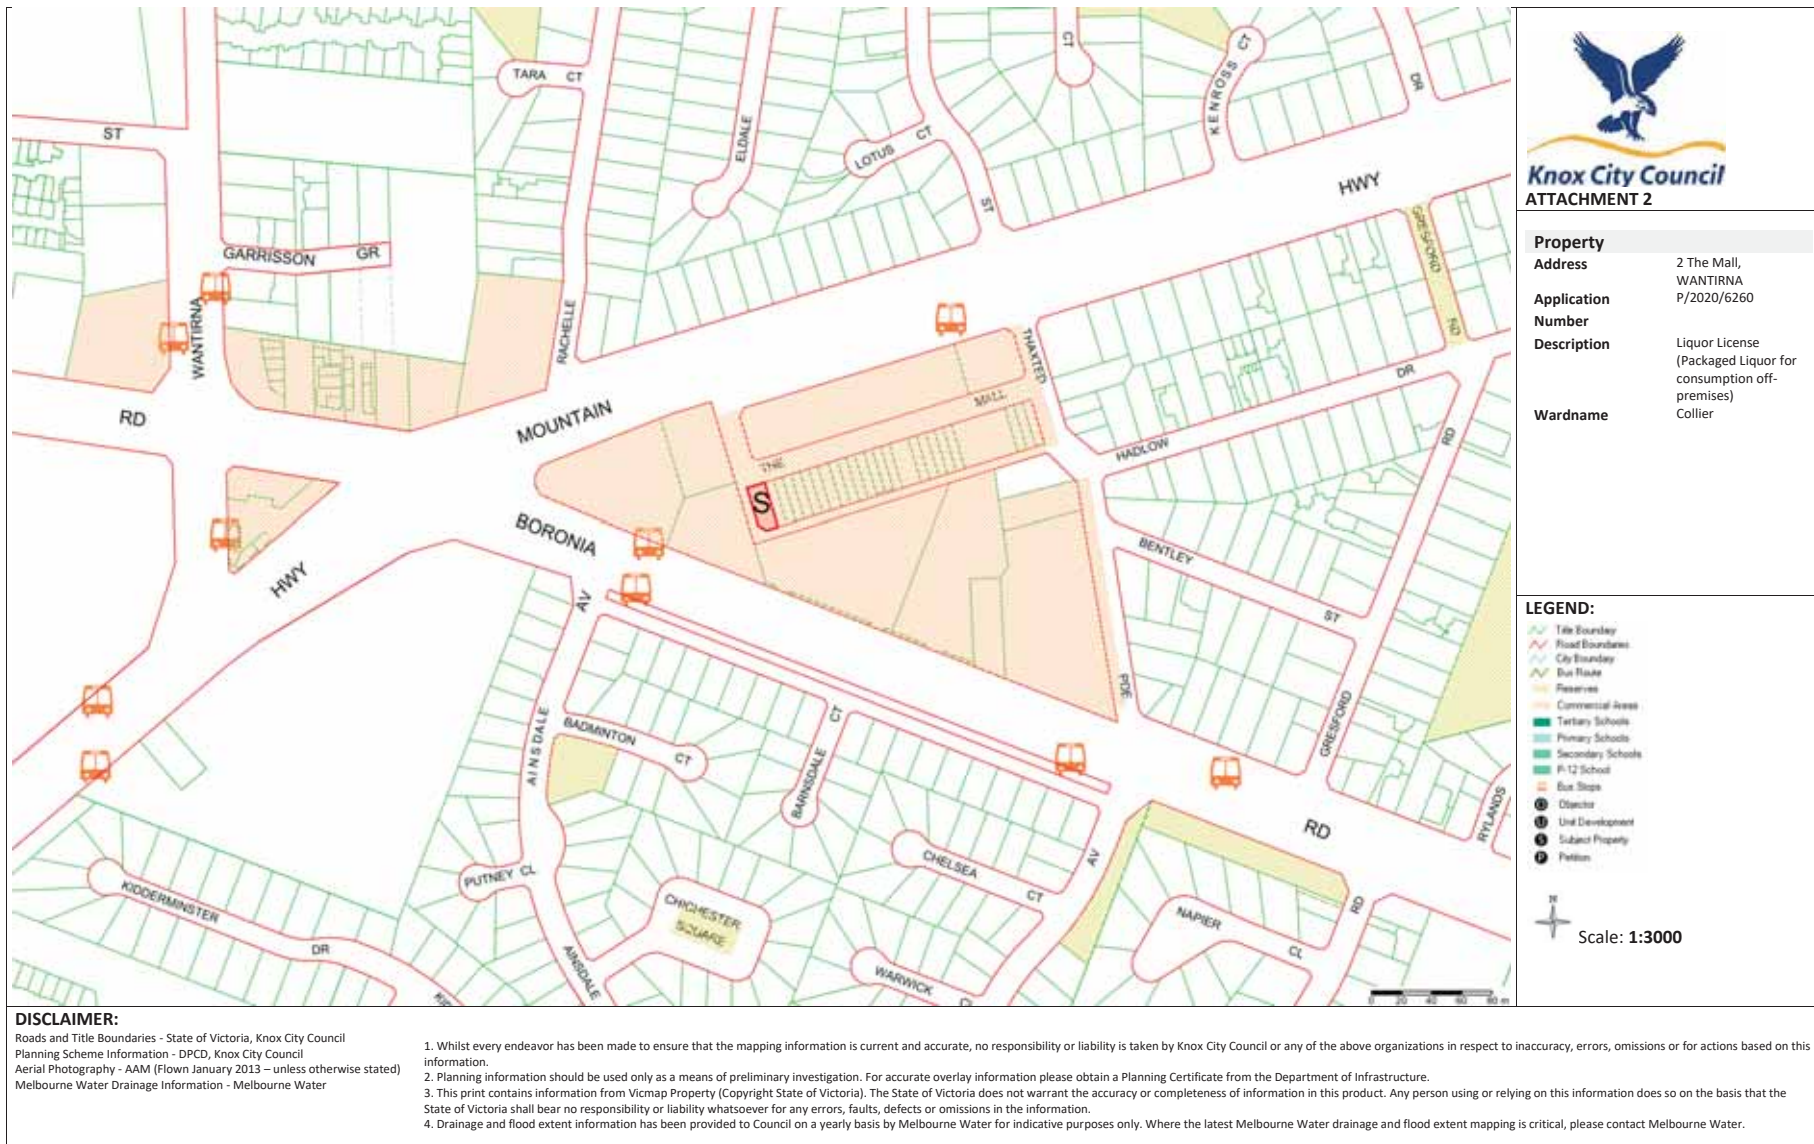 TARA CT
ST
ELDALE
LOTUS CT
ST
CT
KENROSS CT
DR
HWY
GRESFORD RD
GARRISSON GR
WANTIRNA
RD
RACHELLE
MOUNTAIN
THAXTED
MALL
THE
S
HADLOW
DR
RD
BORONIA
HWY
BENTLEY
ST
AV
AINSDALE
BADMINTON
CT
CT
BARNSDALE
PDE
GRESFORD
RYLANDS
RD
PUTNEY CL
KIDDERMINSTER
DR
CHICHESTER
SQUARE
AINSDALE
CHELSEA
CT
AV
WARWICK
NAPIER
CL
RD
0 20 40 60 80 m
Knox City Council
ATTACHMENT 2
Property
Address 2 The Mall,
WANTIRNA
Application P/2020/6260
Number
Description Liquor License
(Packaged Liquor for
consumption off-
premises)
Wardname Collier
LEGEND:
Title Boundary
Road Boundaries
City Boundary
Bus Route
Reserves
Commercial Areas
Tertiary Schools
Primary Schools
Secondary Schools
P-12 School
Bus Stops
O Objector
U Unit Development
S Subject Property
P Petition
N
Scale: 1:3000
DISCLAIMER:
Roads and Title Boundaries - State of Victoria, Knox City Council
Planning Scheme Information - DPCD, Knox City Council
Aerial Photography - AAM (Flown January 2013 – unless otherwise stated)
Melbourne Water Drainage Information - Melbourne Water
1. Whilst every endeavor has been made to ensure that the mapping information is current and accurate, no responsibility or liability is taken by Knox City Council or any of the above organizations in respect to inaccuracy, errors, omissions or for actions based on this
information.
2. Planning information should be used only as a means of preliminary investigation. For accurate overlay information please obtain a Planning Certificate from the Department of Infrastructure.
3. This print contains information from Vicmap Property (Copyright State of Victoria). The State of Victoria does not warrant the accuracy or completeness of information in this product. Any person using or relying on this information does so on the basis that the
State of Victoria shall bear no responsibility or liability whatsoever for any errors, faults, defects or omissions in the information.
4. Drainage and flood extent information has been provided to Council on a yearly basis by Melbourne Water for indicative purposes only. Where the latest Melbourne Water drainage and flood extent mapping is critical, please contact Melbourne Water.